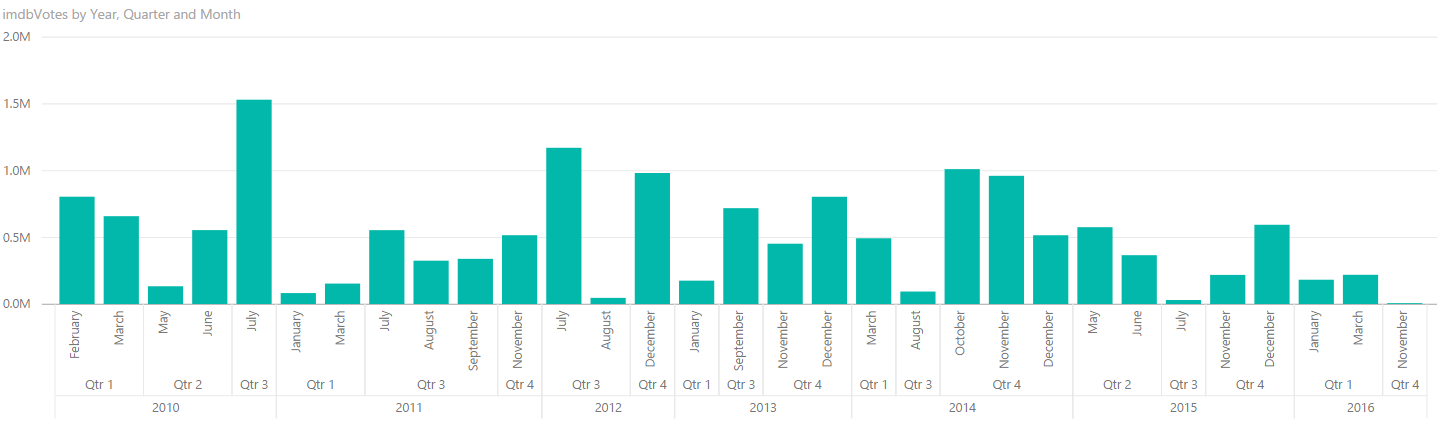 imdbVotes by Year, Quarter and Month
2.0M
1.5M
1.0M
0.5M
0.0M
February March May June July January March July August September November July August December January September November December March August October November December May June July November December January March November
Qtr 1 Qtr 2 Qtr 3 Qtr 1 Qtr 3 Qtr 4 Qtr 3 Qtr 4 Qtr 1 Qtr 3 Qtr 4 Qtr 1 Qtr 3 Qtr 4 Qtr 2 Qtr 3 Qtr 4 Qtr 1 Qtr 4
2010 2011 2012 2013 2014 2015 2016